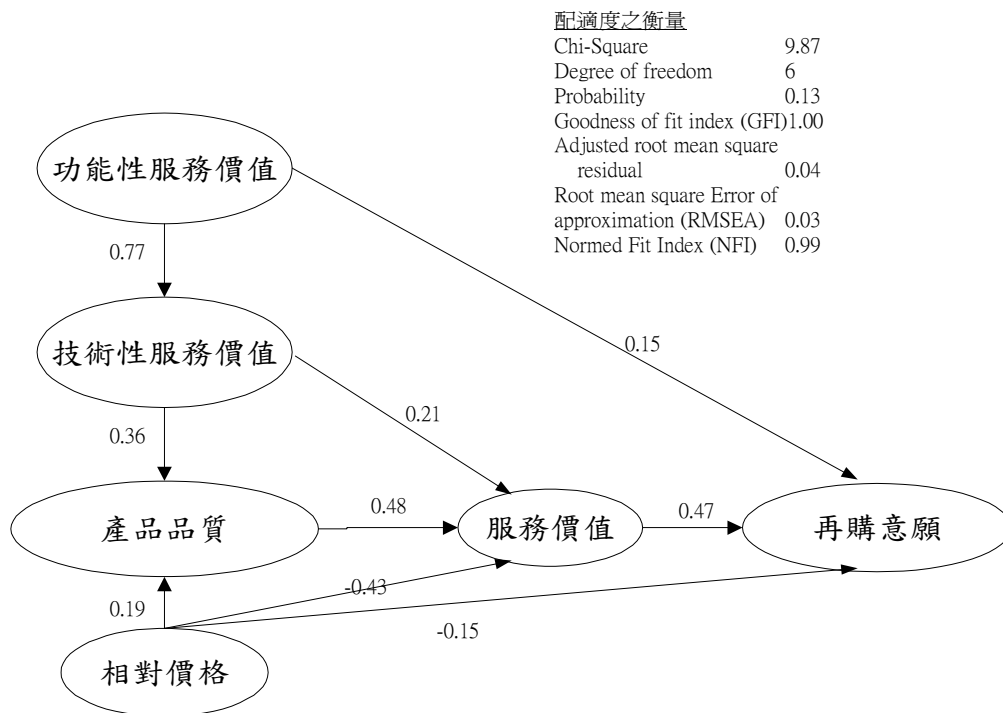 配適度之衡量
Chi-Square 9.87
Degree of freedom 6
Probability 0.13
Goodness of fit index (GFI)1.00
Adjusted root mean square
residual 0.04
Root mean square Error of
approximation (RMSEA) 0.03
Normed Fit Index (NFI) 0.99
功能性服務價值
0.77
技術性服務價值
0.15
0.21
0.36
產品品質
0.48
服務價值
0.47
再購意願
0.19
-0.43
-0.15
相對價格